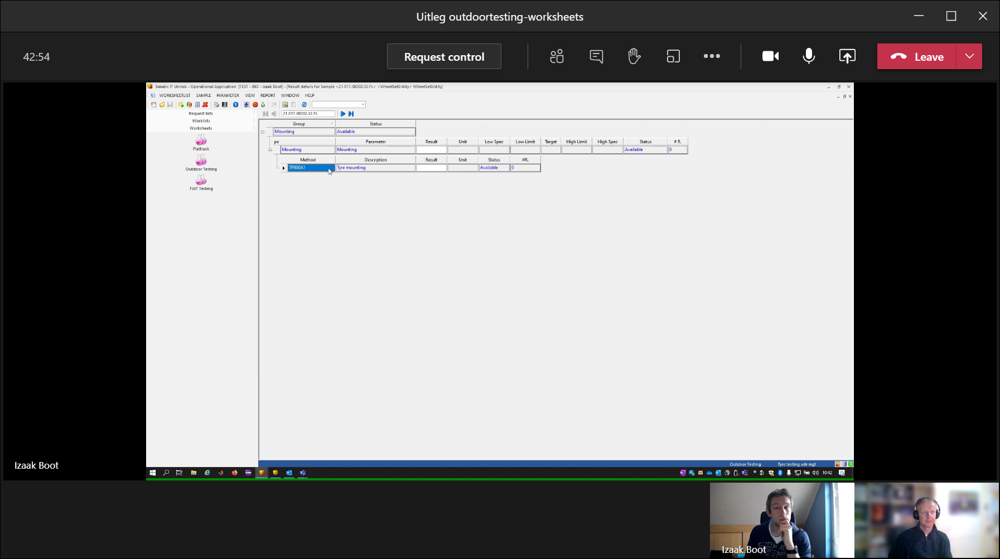 Uitleg outdoortesting-worksheets
42:54
Request control
Leave
Simatic IT Unilab - Operational Application [TEST - IBO - Izaak Boot] - [Result details for Sample <21.017.IBO02.Y2.FL> <WheelSetEntity> WheelSetEntity]
WORKSHEETLIST SAMPLE PARAMETER VIEW REPORT WINDOW HELP
Request lists
Worklists
Worksheets
Flattrack
Outdoor Testing
TWT Testing
21.017.IBO02.Y2.FL
Group Status
Mounting Available
pa Parameter Result Unit Low Spec Low Limit Target High Limit High Spec Status # R.
Mounting Mounting Available 0
Method Description Result Unit Status #R.
TP800A1 Tyre mounting Available 0
Outdoor Testing Tyre testing adv mgt
10:42
Izaak Boot
Izaak Boot